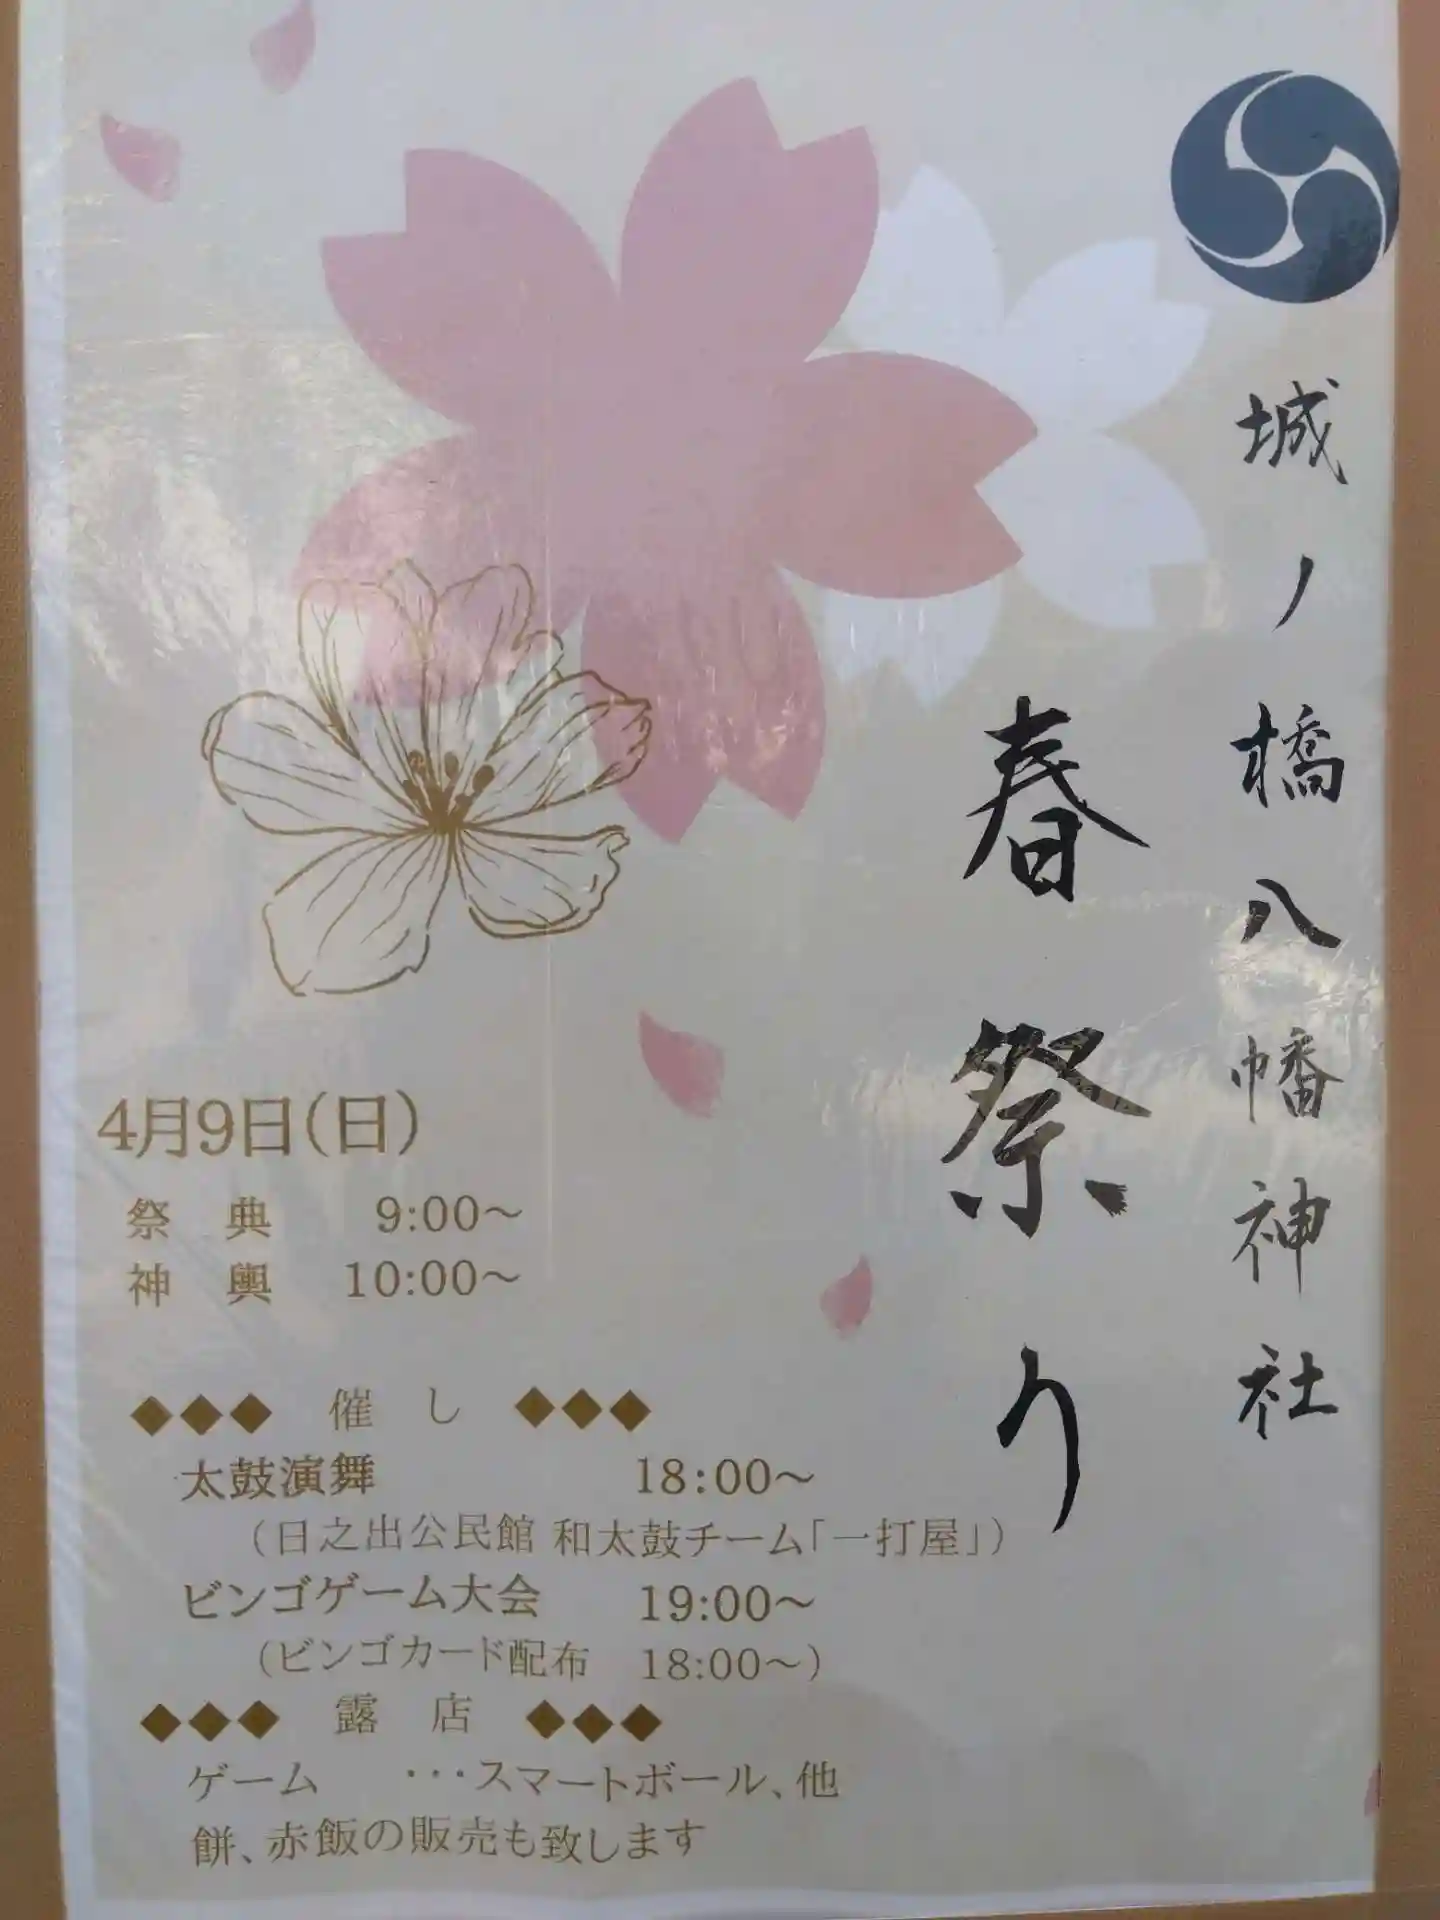 城ノ橋八幡神社
春祭り
4月9日(日)
祭 典 9:00～
神 輿 10:00～
◆◆◆ 催 し ◆◆◆
太鼓演舞 18:00～
(日之出公民館 和太鼓チーム「一打屋」)
ビンゴゲーム大会 19:00～
(ビンゴカード配布 18:00～)
◆◆◆ 露 店 ◆◆◆
ゲーム ･･･スマートボール、他
餅、赤飯の販売も致します